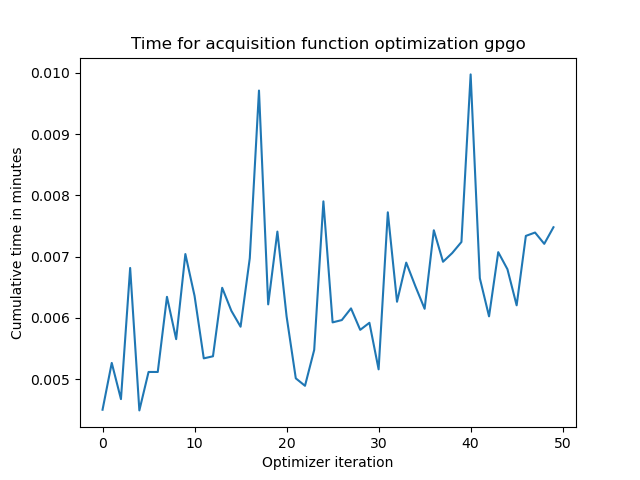 Time for acquisition function optimization gpgo
0.010
0.009
0.008
0.007
0.006
0.005
Cumulative time in minutes
0 10 20 30 40 50
Optimizer iteration